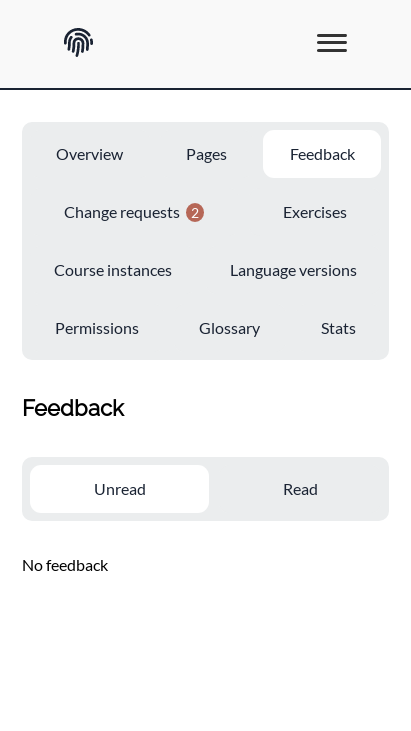 Overview Pages Feedback
Change requests 2 Exercises
Course instances Language versions
Permissions Glossary Stats
Feedback
Unread Read
No feedback